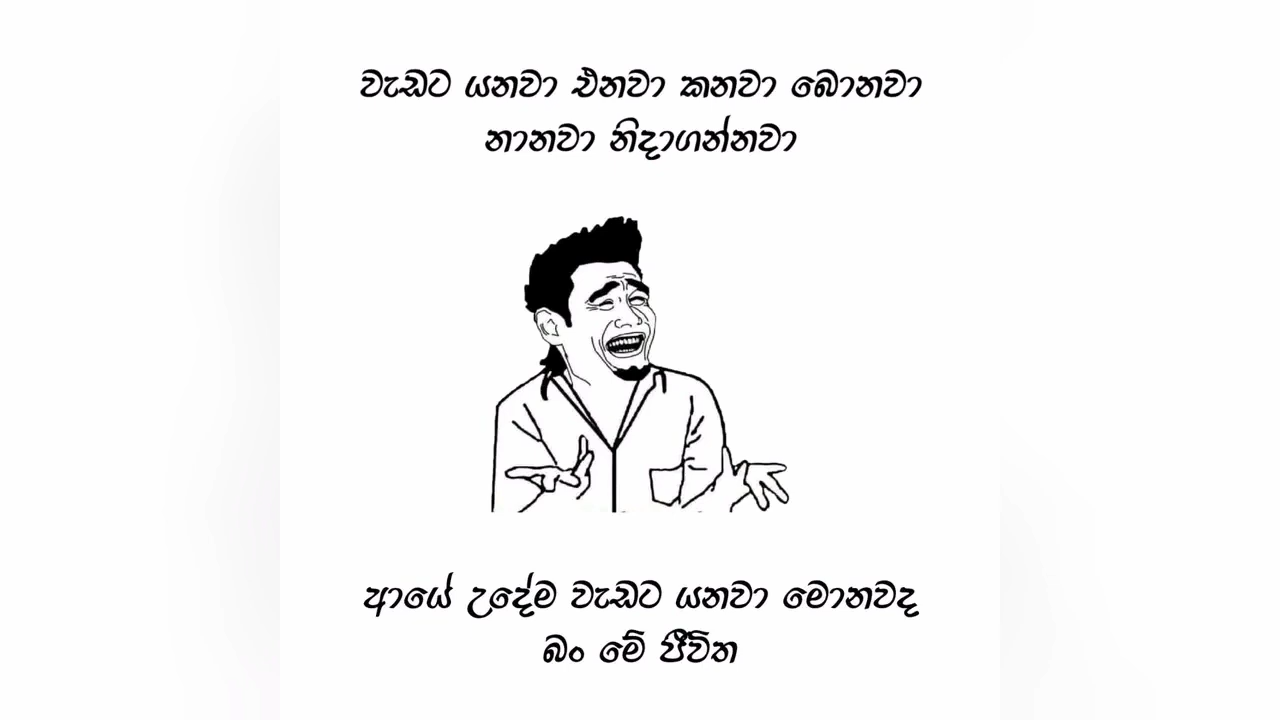 වැඩට යනවා එනවා කනවා බොනවා
නානවා නිදාගන්නවා
ආයේ උදේම වැඩට යනවා මොනවද
බං මේ ජීවිත